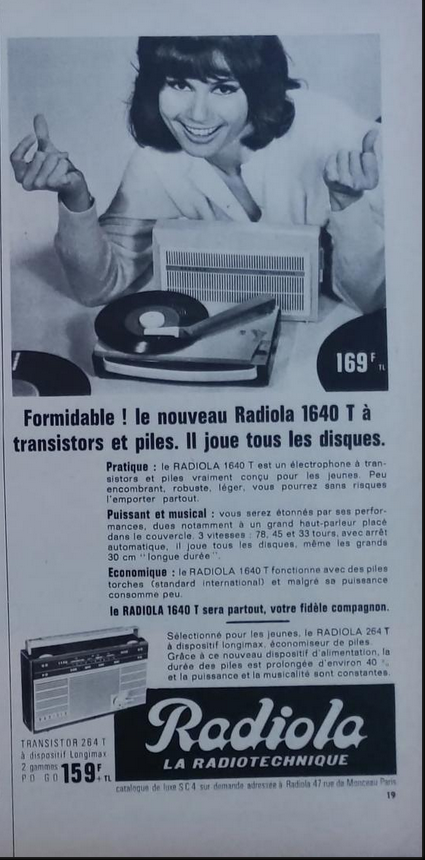 169F TL
Formidable ! le nouveau Radiola 1640 T à
transistors et piles. Il joue tous les disques.
Pratique : le RADIOLA 1640 T est un électrophone à tran-
sistors et piles vraiment conçu pour les jeunes. Peu
encombrant, robuste, léger, vous pourrez sans risques
l'emporter partout.
Puissant et musical : vous serez étonnés par ses perfor-
mances, dues notamment à un grand haut-parleur placé
dans le couvercle. 3 vitesses : 78, 45 et 33 tours, avec arrêt
automatique, il joue tous les disques, même les grands
30 cm "longue durée".
Economique : le RADIOLA 1640 T fonctionne avec des piles
torches (standard international) et malgré sa puissance
consomme peu.
le RADIOLA 1640 T sera partout, votre fidèle compagnon.
Sélectionné pour les jeunes, le RADIOLA 264 T
à dispositif longimax, économiseur de piles.
Grâce à ce nouveau dispositif d'alimentation, la
durée des piles est prolongée d'environ 40 %,
et la puissance et la musicalité sont constantes.
TRANSISTOR 264 T
à dispositif Longimax
2 gammes
PO GO 159F + TL
Radiola
LA RADIOTECHNIQUE
catalogue de luxe SC4 sur demande adressée à Radiola 47 rue de Monceau Paris
19